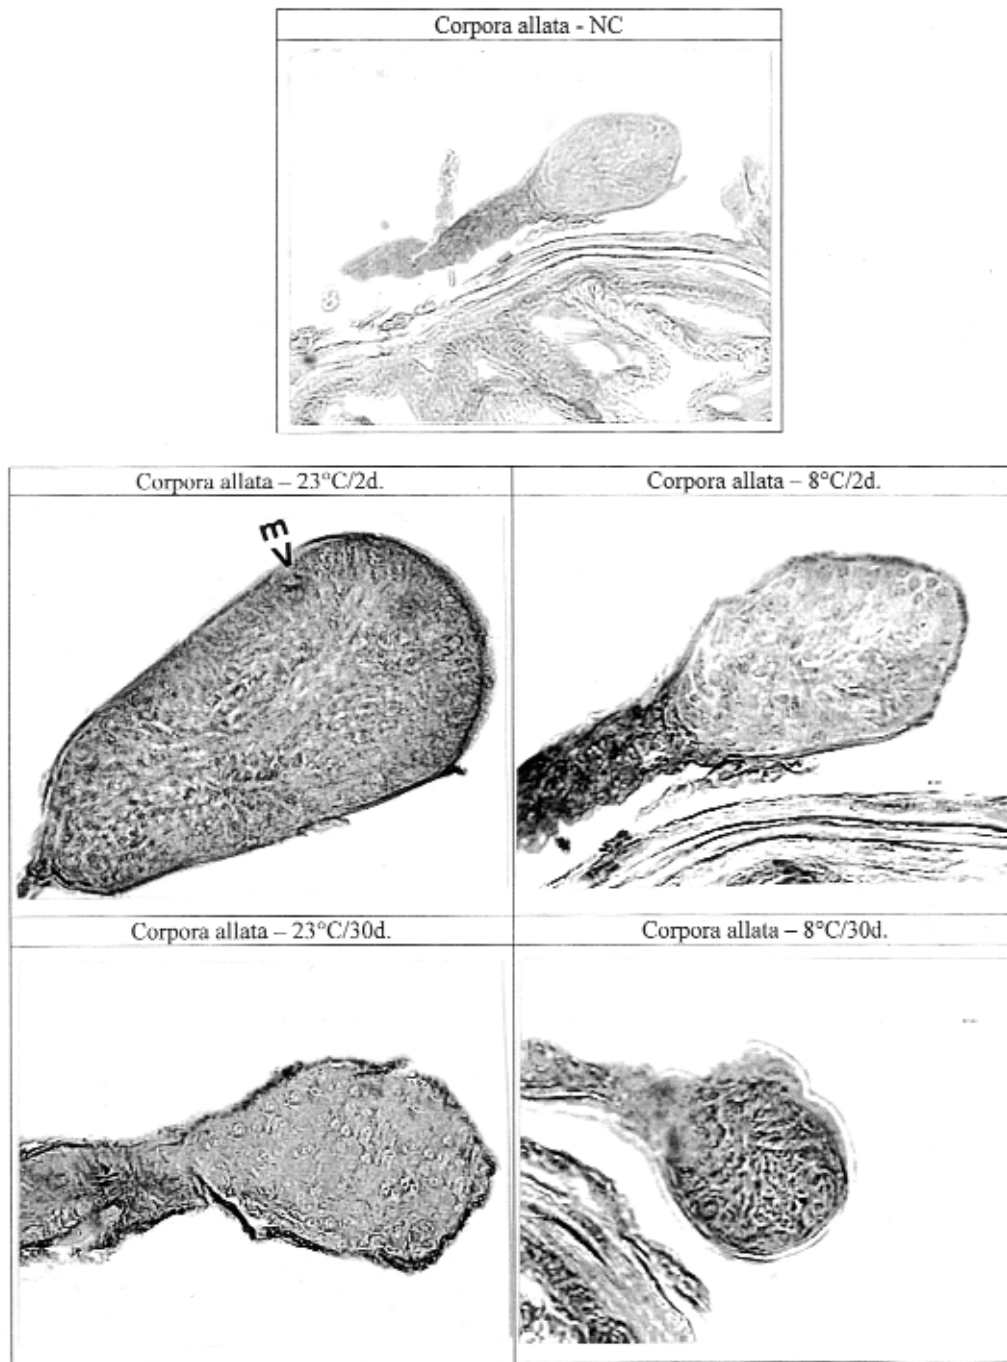 Corpora allata - NC
Corpora allata – 23°C/2d.
Corpora allata – 8°C/2d.
m
Corpora allata – 23°C/30d.
Corpora allata – 8°C/30d.